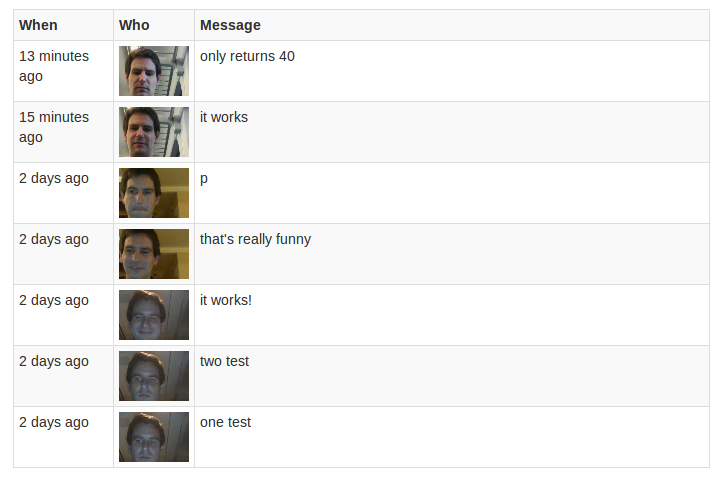 When Who Message
13 minutes only returns 40
ago
15 minutes it works
ago
2 days ago p
2 days ago that's really funny
2 days ago it works!
2 days ago two test
2 days ago one test